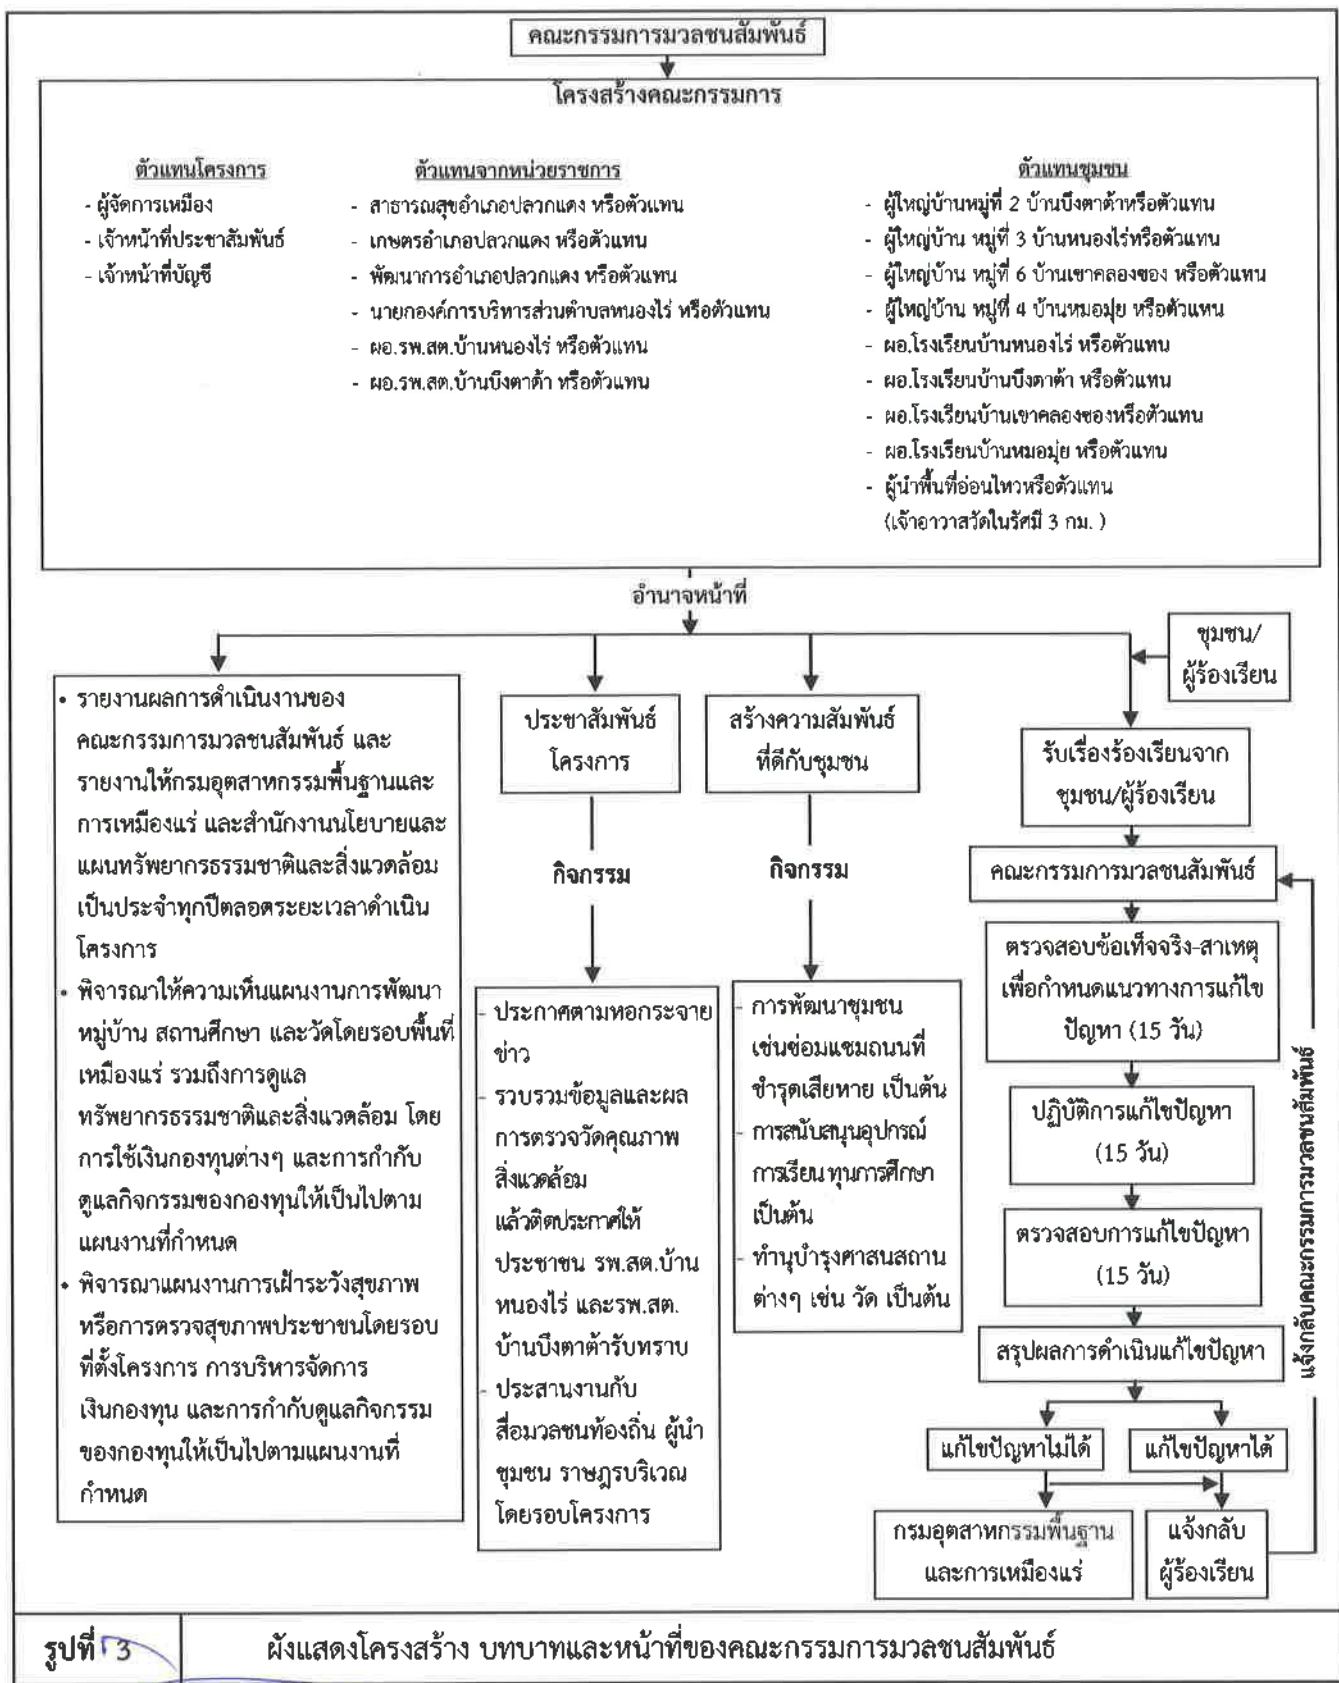 คณะกรรมการมวลชนสัมพันธ์
โครงสร้างคณะกรรมการ
ตัวแทนโครงการ
- ผู้จัดการเหมือง
- เจ้าหน้าที่ประชาสัมพันธ์
- เจ้าหน้าที่บัญชี
ตัวแทนจากหน่วยราชการ
- สาธารณสุขอำเภอปลวกแดง หรือตัวแทน
- เกษตรอำเภอปลวกแดง หรือตัวแทน
- พัฒนาการอำเภอปลวกแดง หรือตัวแทน
- นายกองค์การบริหารส่วนตำบลหนองไร่ หรือตัวแทน
- ผอ.รพ.สต.บ้านหนองไร่ หรือตัวแทน
- ผอ.รพ.สต.บ้านบึงตาต้า หรือตัวแทน
ตัวแทนชุมชน
- ผู้ใหญ่บ้านหมู่ที่ 2 บ้านบึงตาต้าหรือตัวแทน
- ผู้ใหญ่บ้าน หมู่ที่ 3 บ้านหนองไร่หรือตัวแทน
- ผู้ใหญ่บ้าน หมู่ที่ 6 บ้านเขาคลองซอง หรือตัวแทน
- ผู้ใหญ่บ้าน หมู่ที่ 4 บ้านหมอมุ่ย หรือตัวแทน
- ผอ.โรงเรียนบ้านหนองไร่ หรือตัวแทน
- ผอ.โรงเรียนบ้านบึงตาต้า หรือตัวแทน
- ผอ.โรงเรียนบ้านเขาคลองซองหรือตัวแทน
- ผอ.โรงเรียนบ้านหมอมุ่ย หรือตัวแทน
- ผู้นำพื้นที่อ่อนไหวหรือตัวแทน
(เจ้าอาวาสวัดในรัศมี 3 กม. )
อำนาจหน้าที่
• รายงานผลการดำเนินงานของ
คณะกรรมการมวลชนสัมพันธ์ และ
รายงานให้กรมอุตสาหกรรมพื้นฐานและ
การเหมืองแร่ และสำนักงานนโยบายและ
แผนทรัพยากรธรรมชาติและสิ่งแวดล้อม
เป็นประจำทุกปีตลอดระยะเวลาดำเนิน
โครงการ
• พิจารณาให้ความเห็นแผนงานการพัฒนา
หมู่บ้าน สถานศึกษา และวัดโดยรอบพื้นที่
เหมืองแร่ รวมถึงการดูแล
ทรัพยากรธรรมชาติและสิ่งแวดล้อม โดย
การใช้เงินกองทุนต่างๆ และการกำกับ
ดูแลกิจกรรมของกองทุนให้เป็นไปตาม
แผนงานที่กำหนด
• พิจารณาแผนงานการเฝ้าระวังสุขภาพ
หรือการตรวจสุขภาพประชาชนโดยรอบ
ที่ตั้งโครงการ การบริหารจัดการ
เงินกองทุน และการกำกับดูแลกิจกรรม
ของกองทุนให้เป็นไปตามแผนงานที่
กำหนด
ประชาสัมพันธ์
โครงการ
กิจกรรม
- ประกาศตามหอกระจาย
ข่าว
- รวบรวมข้อมูลและผล
การตรวจวัดคุณภาพ
สิ่งแวดล้อม
แล้วติดประกาศให้
ประชาชน รพ.สต.บ้าน
หนองไร่ และรพ.สต.
บ้านบึงตาต้ารับทราบ
- ประสานงานกับ
สื่อมวลชนท้องถิ่น ผู้นำ
ชุมชน ราษฎรบริเวณ
โดยรอบโครงการ
สร้างความสัมพันธ์
ที่ดีกับชุมชน
กิจกรรม
- การพัฒนาชุมชน
เช่นซ่อมแซมถนนที่
ชำรุดเสียหาย เป็นต้น
- การสนับสนุนอุปกรณ์
การเรียน ทุนการศึกษา
เป็นต้น
- ทำนุบำรุงศาสนสถาน
ต่างๆ เช่น วัด เป็นต้น
ชุมชน/
ผู้ร้องเรียน
รับเรื่องร้องเรียนจาก
ชุมชน/ผู้ร้องเรียน
คณะกรรมการมวลชนสัมพันธ์
ตรวจสอบข้อเท็จจริง-สาเหตุ
เพื่อกำหนดแนวทางการแก้ไข
ปัญหา (15 วัน)
ปฏิบัติการแก้ไขปัญหา
(15 วัน)
ตรวจสอบการแก้ไขปัญหา
(15 วัน)
สรุปผลการดำเนินแก้ไขปัญหา
แก้ไขปัญหาไม่ได้
แก้ไขปัญหาได้
กรมอุตสาหกรรมพื้นฐาน
และการเหมืองแร่
แจ้งกลับ
ผู้ร้องเรียน
แจ้งกลับคณะกรรมการมวลชนสัมพันธ์
รูปที่ 3
ผังแสดงโครงสร้าง บทบาทและหน้าที่ของคณะกรรมการมวลชนสัมพันธ์